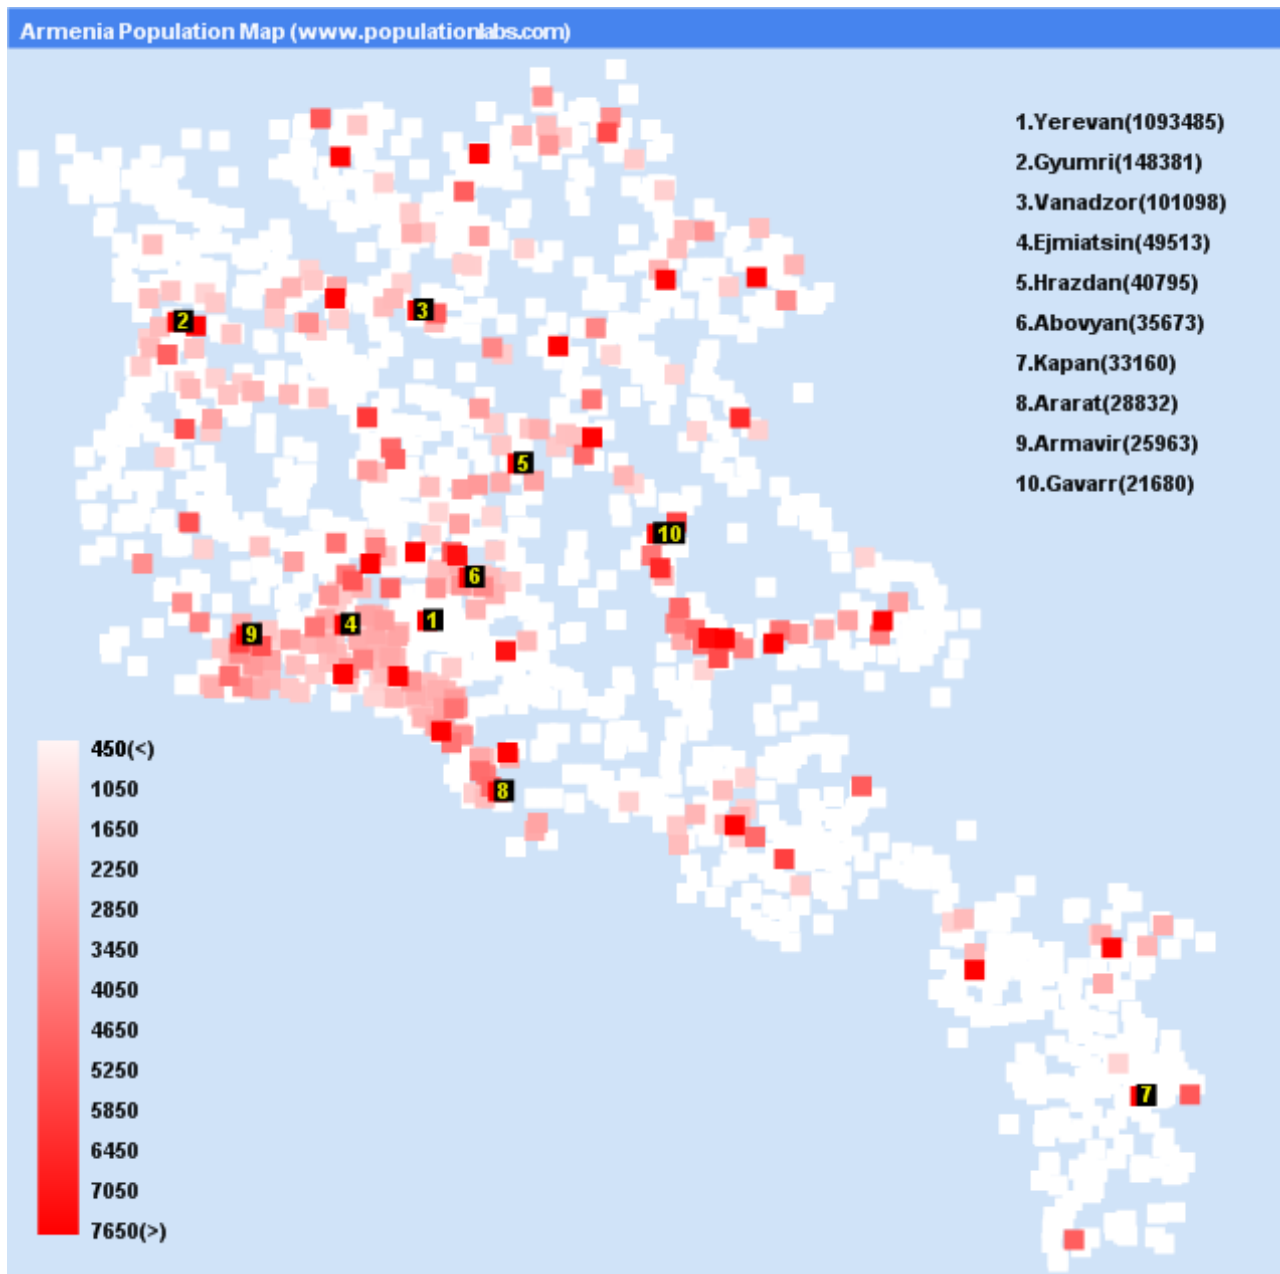 Armenia Population Map (www.populationlabs.com)
1.Yerevan(1093485)
2.Gyumri(148381)
3.Vanadzor(101098)
4.Ejmiatsin(49513)
5.Hrazdan(40795)
6.Abovyan(35673)
7.Kapan(33160)
8.Ararat(28832)
9.Armavir(25963)
10.Gavarr(21680)
2
3
5
10
6
1
4
9
8
7
450(<)
1050
1650
2250
2850
3450
4050
4650
5250
5850
6450
7050
7650(>)